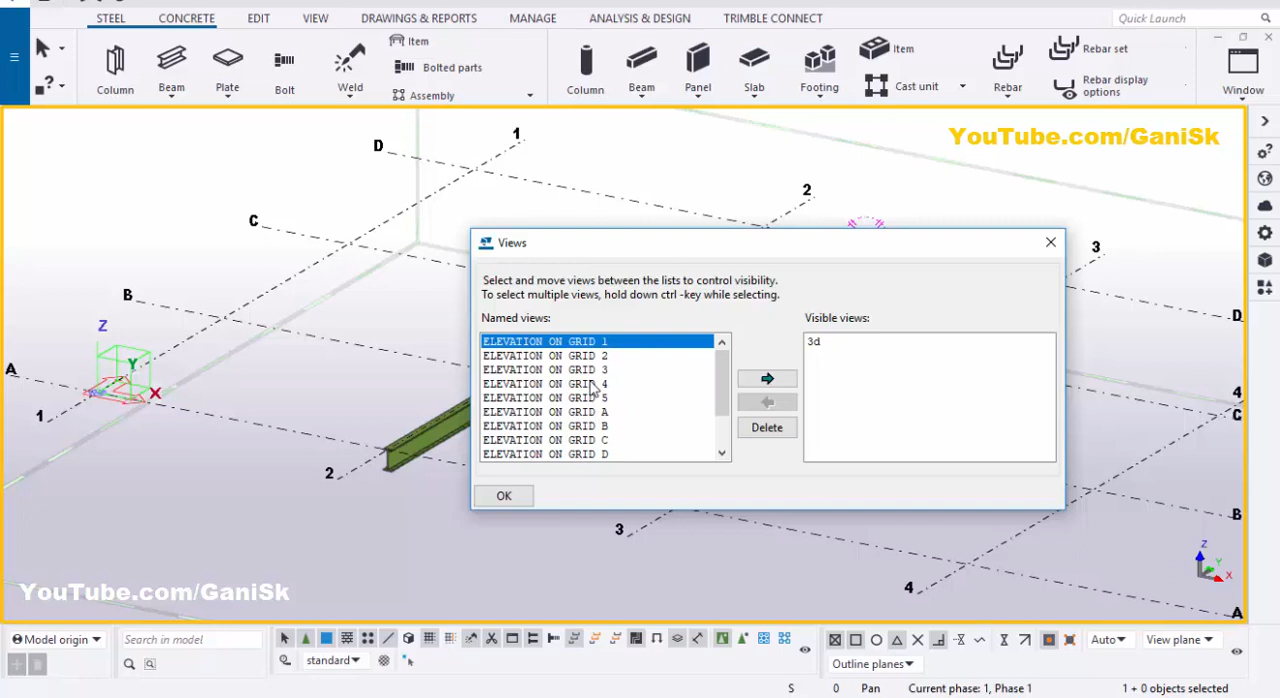 STEEL CONCRETE EDIT VIEW DRAWINGS & REPORTS MANAGE ANALYSIS & DESIGN TRIMBLE CONNECT Quick Launch
Item
Bolted parts
Assembly
Column Beam Plate Bolt Weld
Column Beam Panel Slab Footing
Item
Cast unit
Rebar
Rebar set
Rebar display
options
Window
YouTube.com/GaniSk
1
D
2
C
3
B
Z
Y
X
A
1
2
D
4
C
3
B
4
A
Views
Select and move views between the lists to control visibility.
To select multiple views, hold down ctrl -key while selecting.
Named views:
Visible views:
ELEVATION ON GRID 1
ELEVATION ON GRID 2
ELEVATION ON GRID 3
ELEVATION ON GRID 4
ELEVATION ON GRID 5
ELEVATION ON GRID A
ELEVATION ON GRID B
ELEVATION ON GRID C
ELEVATION ON GRID D
3d
Delete
OK
Z
Y
X
YouTube.com/GaniSk
Model origin
Search in model
standard
Auto
View plane
Outline planes
S 0 Pan Current phase: 1, Phase 1 1 + 0 objects selected